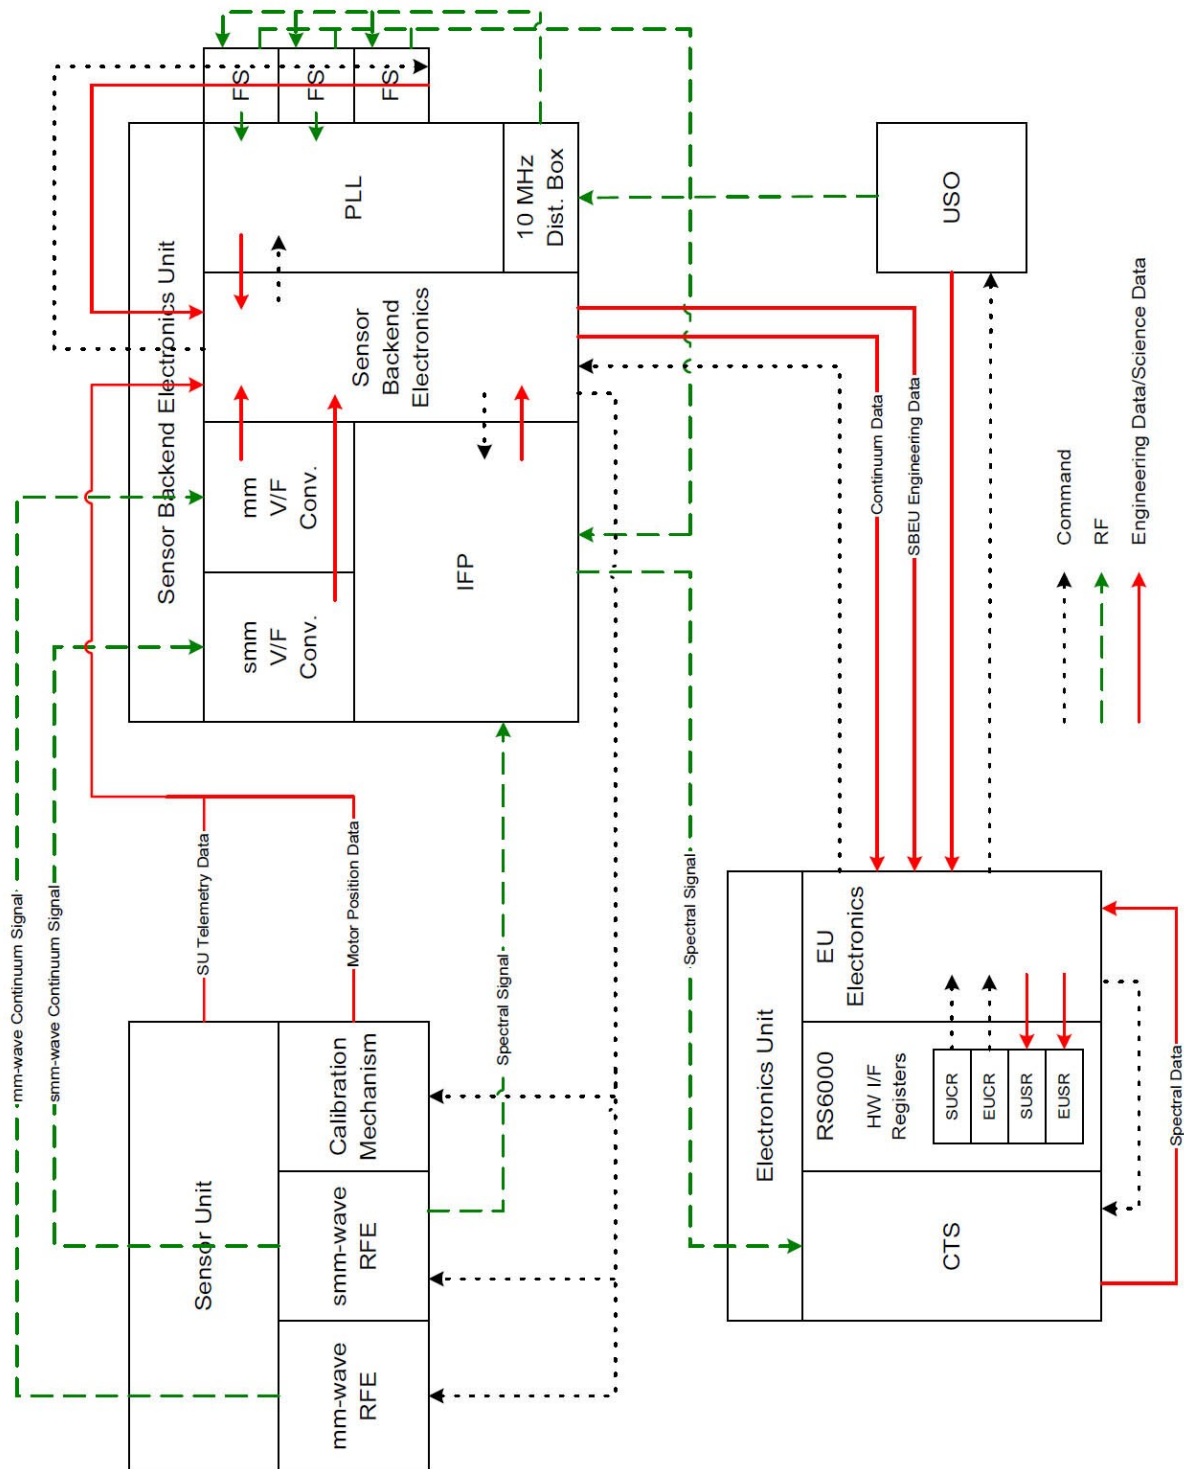 mm-wave Continuum Signal
smm-wave Continuum Signal
SU Telemetry Data
Motor Position Data
Spectral Signal
Sensor Unit
mm-wave
RFE
smm-wave
RFE
Calibration
Mechanism
Sensor Backend Electronics Unit
smm
V/F
Conv.
mm
V/F
Conv.
IFP
Sensor
Backend
Electronics
PLL
10 MHz
Dist. Box
FS
FS
FS
Spectral Signal
Continuum Data
SBEU Engineering Data
USO
Electronics Unit
CTS
RS6000
HW I/F
Registers
SUCR
EUCR
SUSR
EUSR
EU
Electronics
Spectral Data
Command
RF
Engineering Data/Science Data